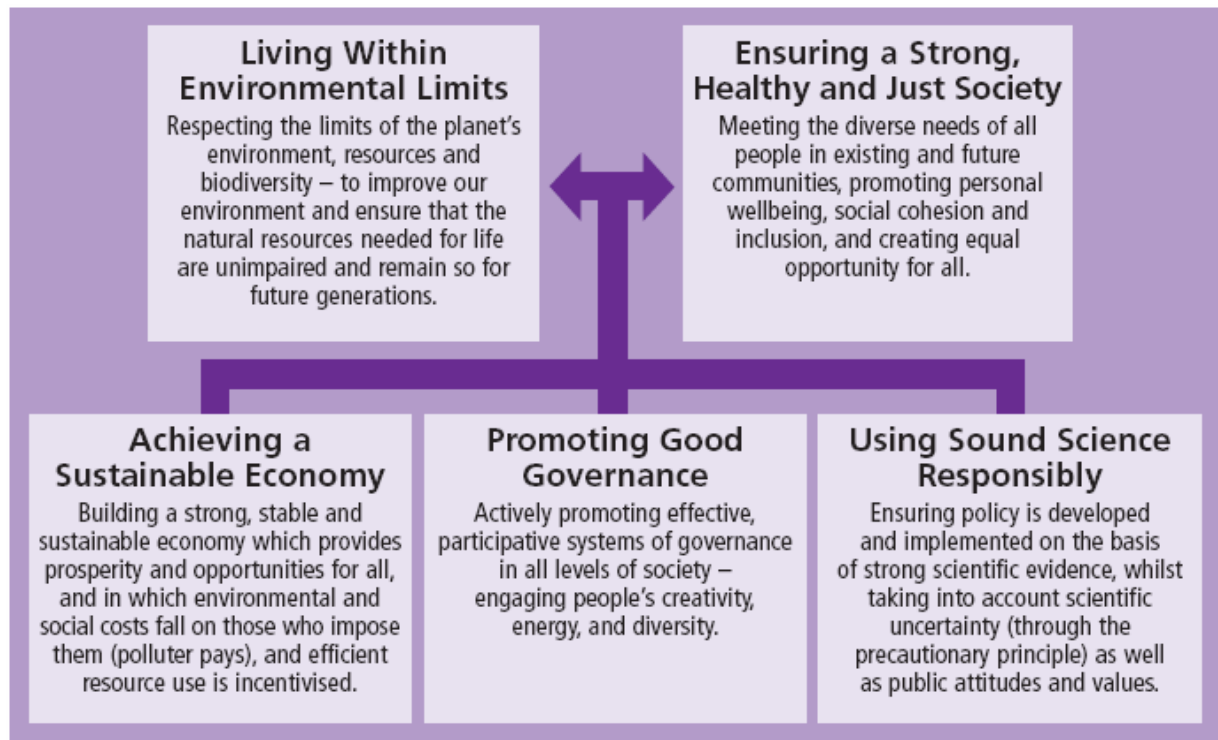 Living Within
Environmental Limits
Respecting the limits of the planet's
environment, resources and
biodiversity – to improve our
environment and ensure that the
natural resources needed for life
are unimpaired and remain so for
future generations.
Ensuring a Strong,
Healthy and Just Society
Meeting the diverse needs of all
people in existing and future
communities, promoting personal
wellbeing, social cohesion and
inclusion, and creating equal
opportunity for all.
Achieving a
Sustainable Economy
Building a strong, stable and
sustainable economy which provides
prosperity and opportunities for all,
and in which environmental and
social costs fall on those who impose
them (polluter pays), and efficient
resource use is incentivised.
Promoting Good
Governance
Actively promoting effective,
participative systems of governance
in all levels of society –
engaging people's creativity,
energy, and diversity.
Using Sound Science
Responsibly
Ensuring policy is developed
and implemented on the basis
of strong scientific evidence, whilst
taking into account scientific
uncertainty (through the
precautionary principle) as well
as public attitudes and values.